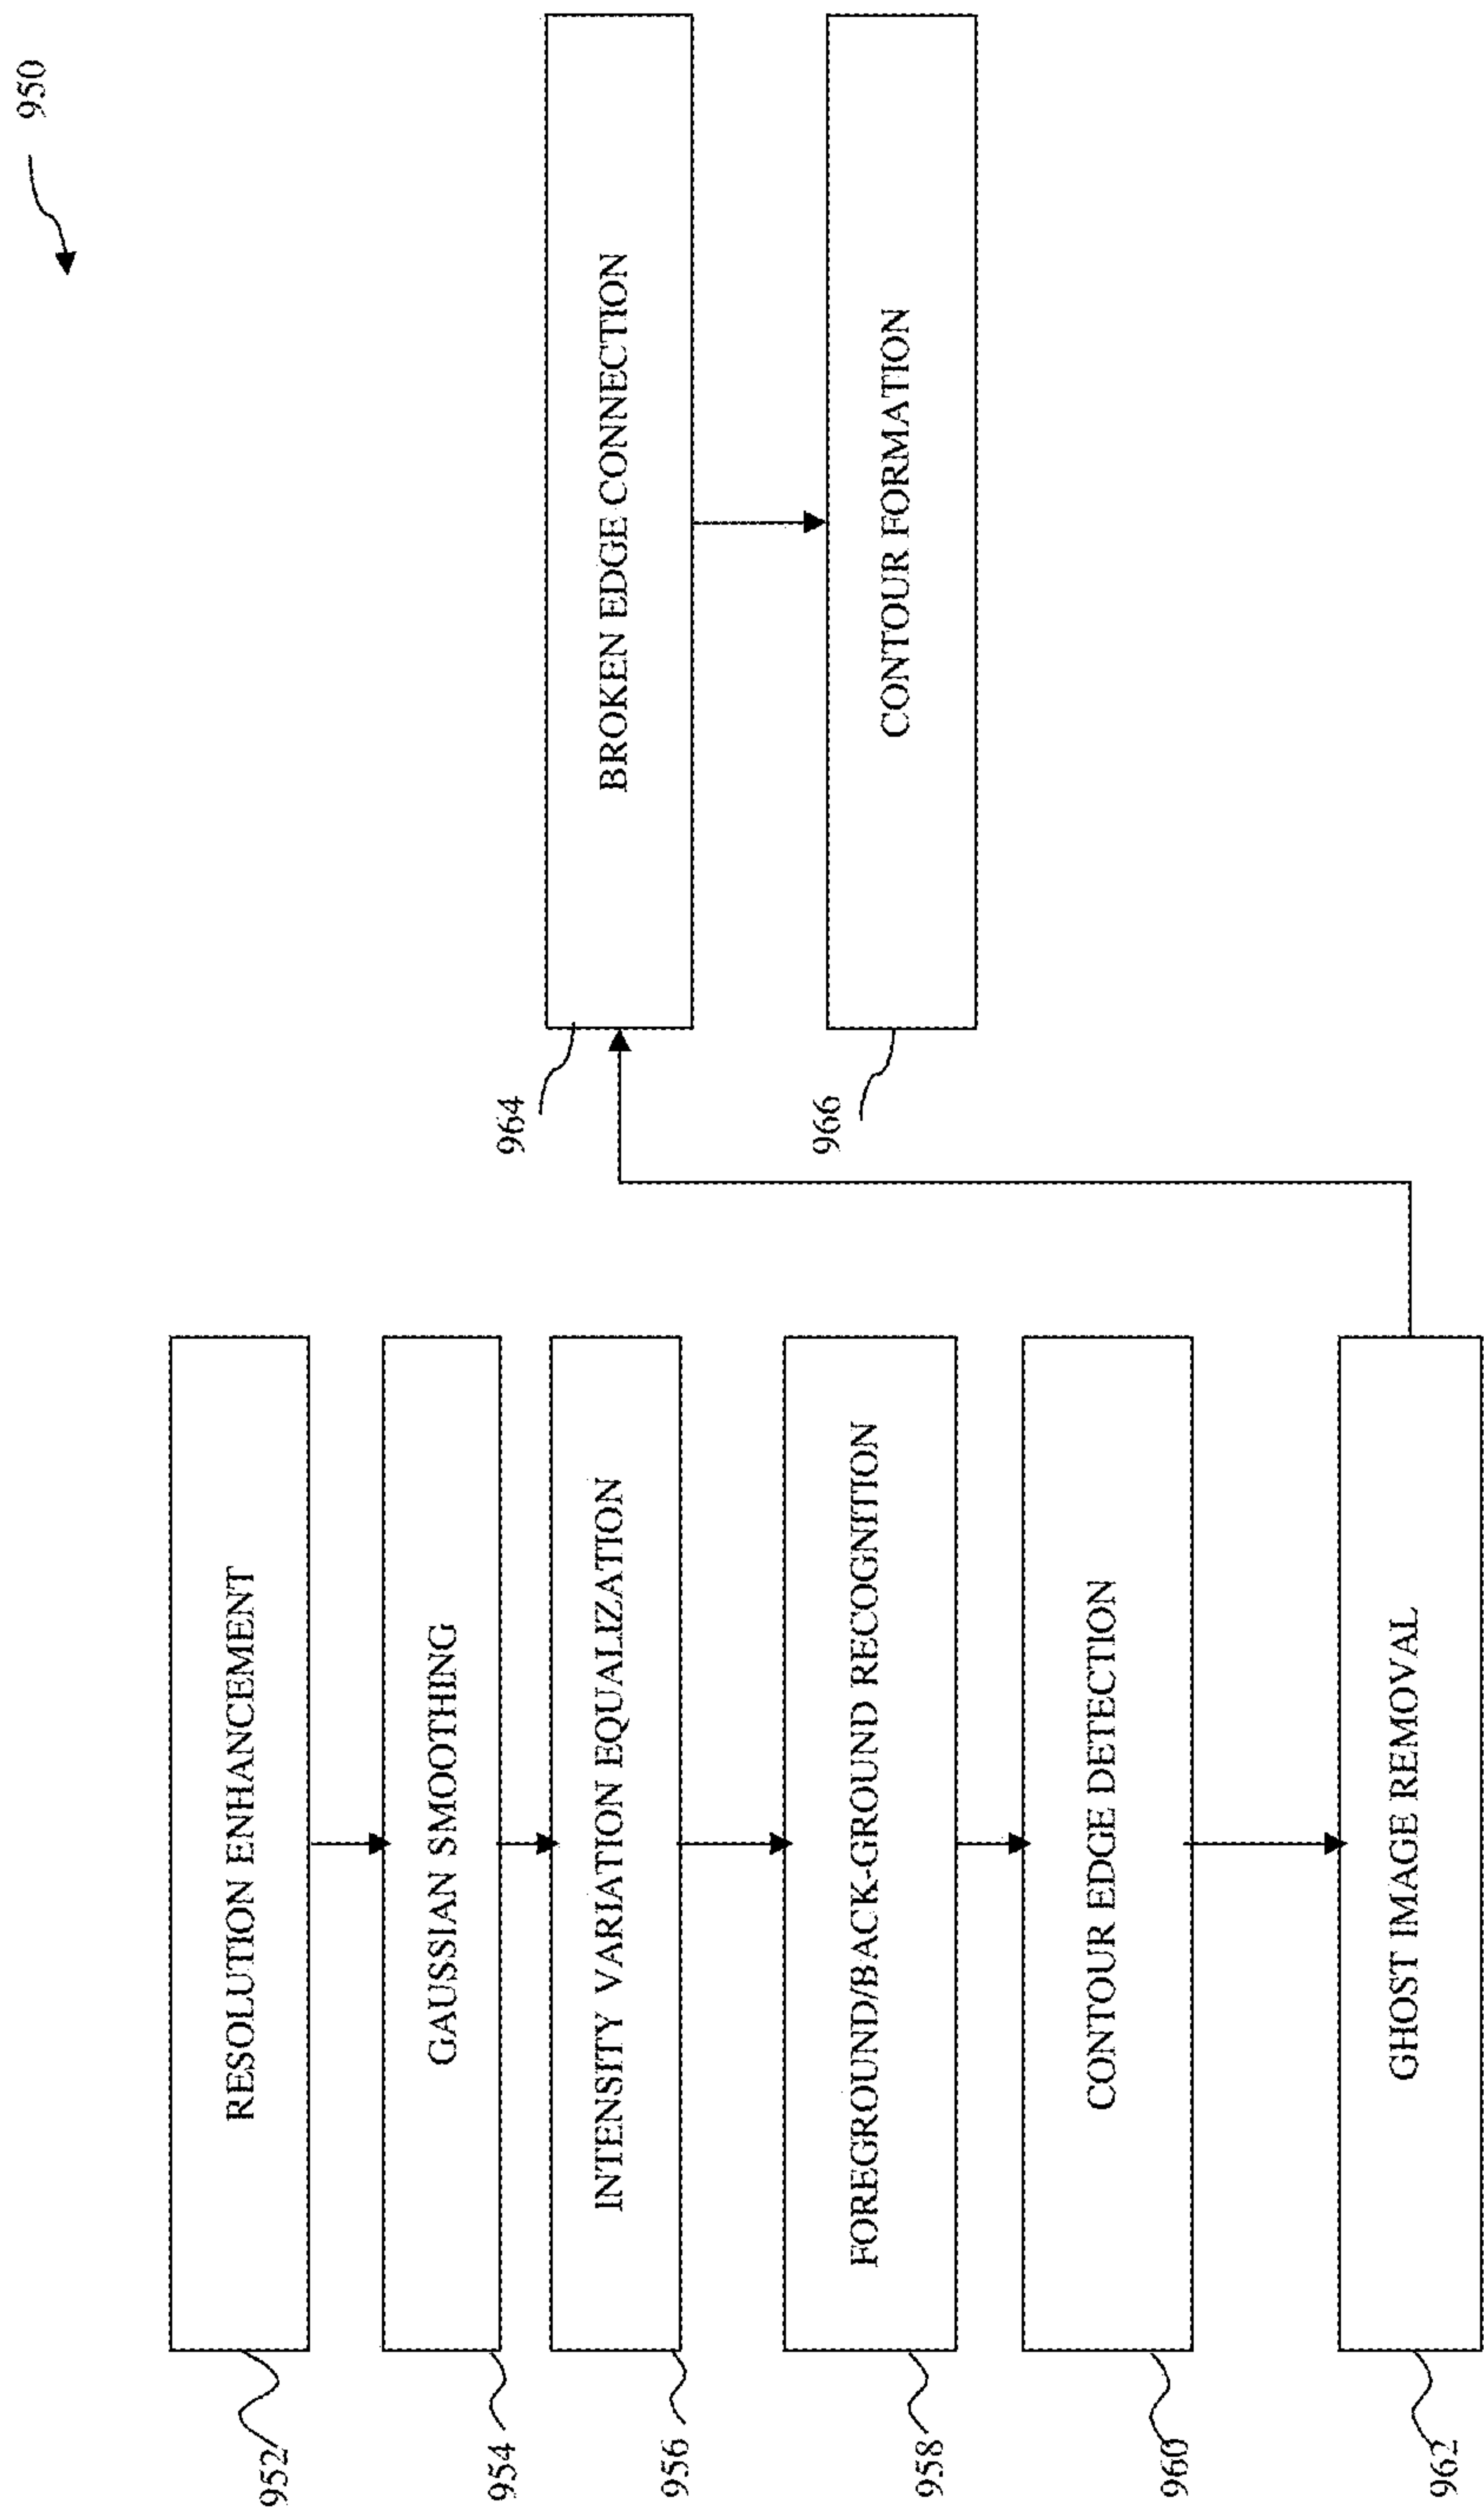 950
952
RESOLUTION ENHANCEMENT
954
GAUSSIAN SMOOTHING
956
INTENSITY VARIATION EQUALIZATION
958
FOREGROUND/BACK-GROUND RECOGNITION
960
CONTOUR EDGE DETECTION
962
GHOST IMAGE REMOVAL
964
BROKEN EDGE CONNECTION
966
CONTOUR FORMATION